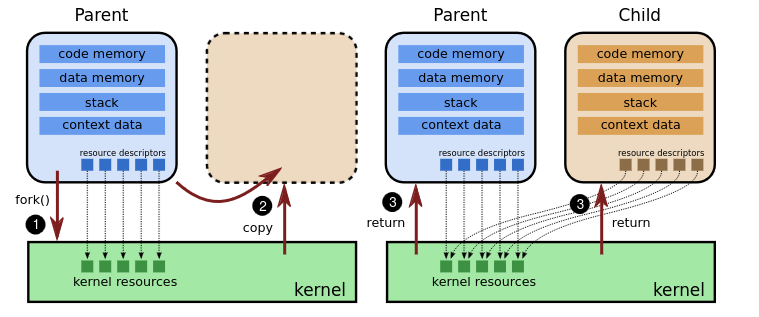 Parent
code memory
data memory
stack
context data
resource descriptors
fork()
1
2
copy
kernel resources
kernel
Parent
Child
code memory
data memory
stack
context data
resource descriptors
code memory
data memory
stack
context data
resource descriptors
3
return
3
return
kernel resources
kernel